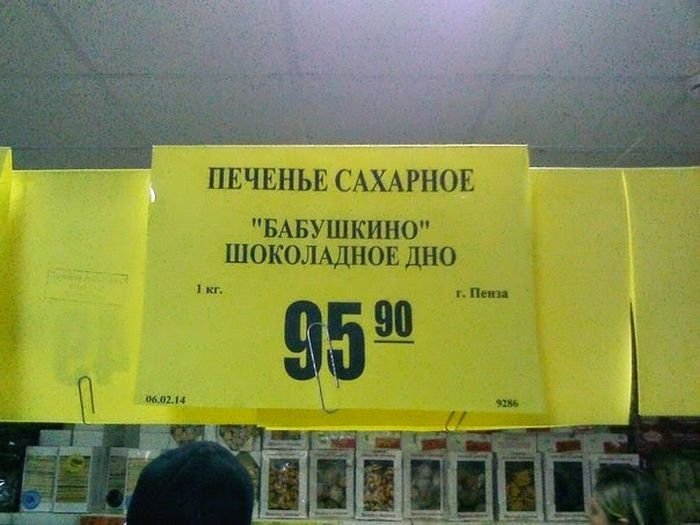 ПЕЧЕНЬЕ САХАРНОЕ
"БАБУШКИНО"
ШОКОЛАДНОЕ ДНО
1 кг.
г. Пенза
95 90
06.02.14
9286